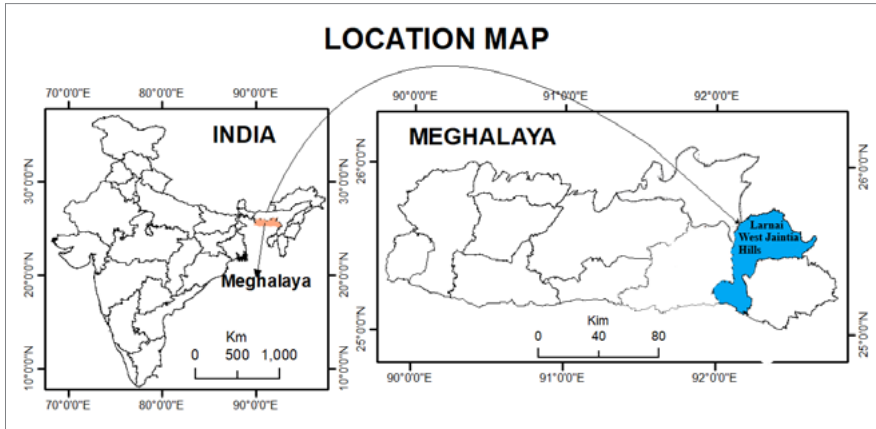 LOCATION MAP
70°0'0"E 80°0'0"E 90°0'0"E
INDIA
30°0'0"N
20°0'0"N
10°0'0"N
30°0'0"N
20°0'0"N
10°0'0"N
Meghalaya
Km
0 500 1,000
70°0'0"E 80°0'0"E 90°0'0"E
90°0'0"E 91°0'0"E 92°0'0"E
MEGHALAYA
26°0'0"N
25°0'0"N
26°0'0"N
25°0'0"N
Larnai
West Jaintial
Hills
Kim
0 40 80
90°0'0"E 91°0'0"E 92°0'0"E